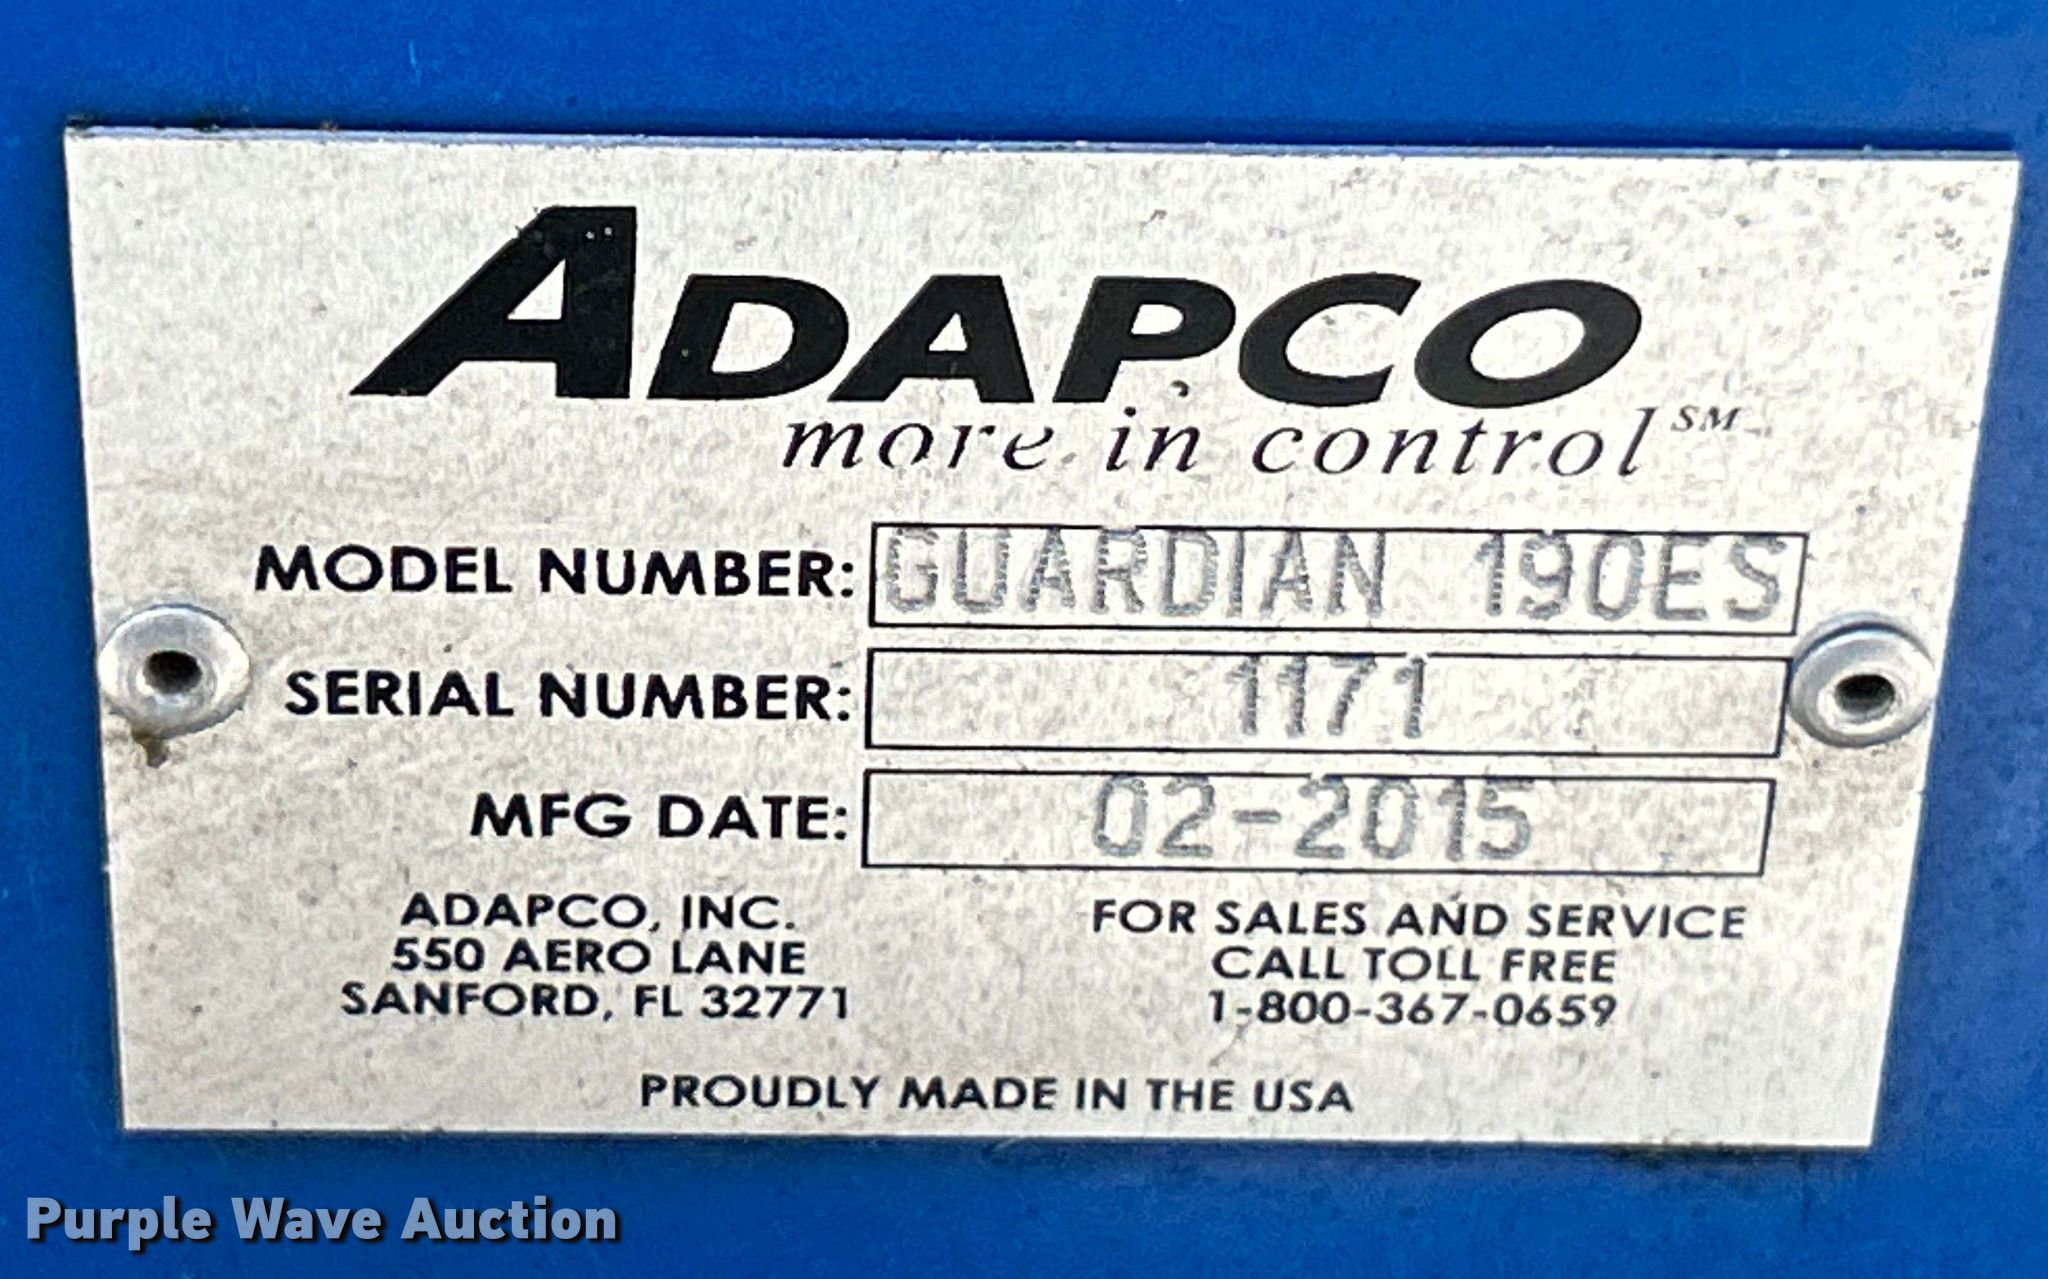 ADAPCO
more in control SM
MODEL NUMBER: GUARDIAN 190ES
SERIAL NUMBER: 1171
MFG DATE: 02-2015
ADAPCO, INC.
550 AERO LANE
SANFORD, FL 32771
FOR SALES AND SERVICE
CALL TOLL FREE
1-800-367-0659
PROUDLY MADE IN THE USA
Purple Wave Auction